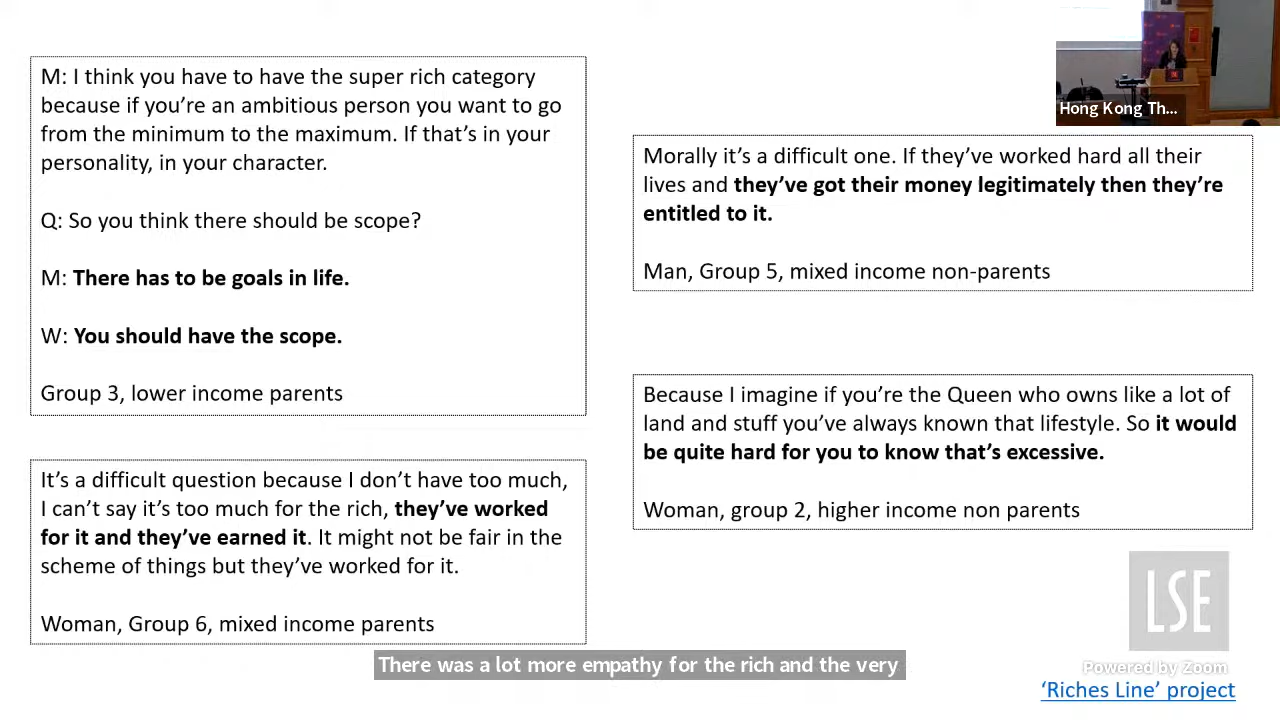 M: I think you have to have the super rich category
because if you’re an ambitious person you want to go
from the minimum to the maximum. If that’s in your
personality, in your character.
Q: So you think there should be scope?
M: There has to be goals in life.
W: You should have the scope.
Group 3, lower income parents
It’s a difficult question because I don’t have too much,
I can’t say it’s too much for the rich, they’ve worked
for it and they’ve earned it. It might not be fair in the
scheme of things but they’ve worked for it.
Woman, Group 6, mixed income parents
Hong Kong Th...
Morally it’s a difficult one. If they’ve worked hard all their
lives and they’ve got their money legitimately then they’re
entitled to it.
Man, Group 5, mixed income non-parents
Because I imagine if you’re the Queen who owns like a lot of
land and stuff you’ve always known that lifestyle. So it would
be quite hard for you to know that’s excessive.
Woman, group 2, higher income non parents
LSE
Powered by Zoom
There was a lot more empathy for the rich and the very
‘Riches Line’ project